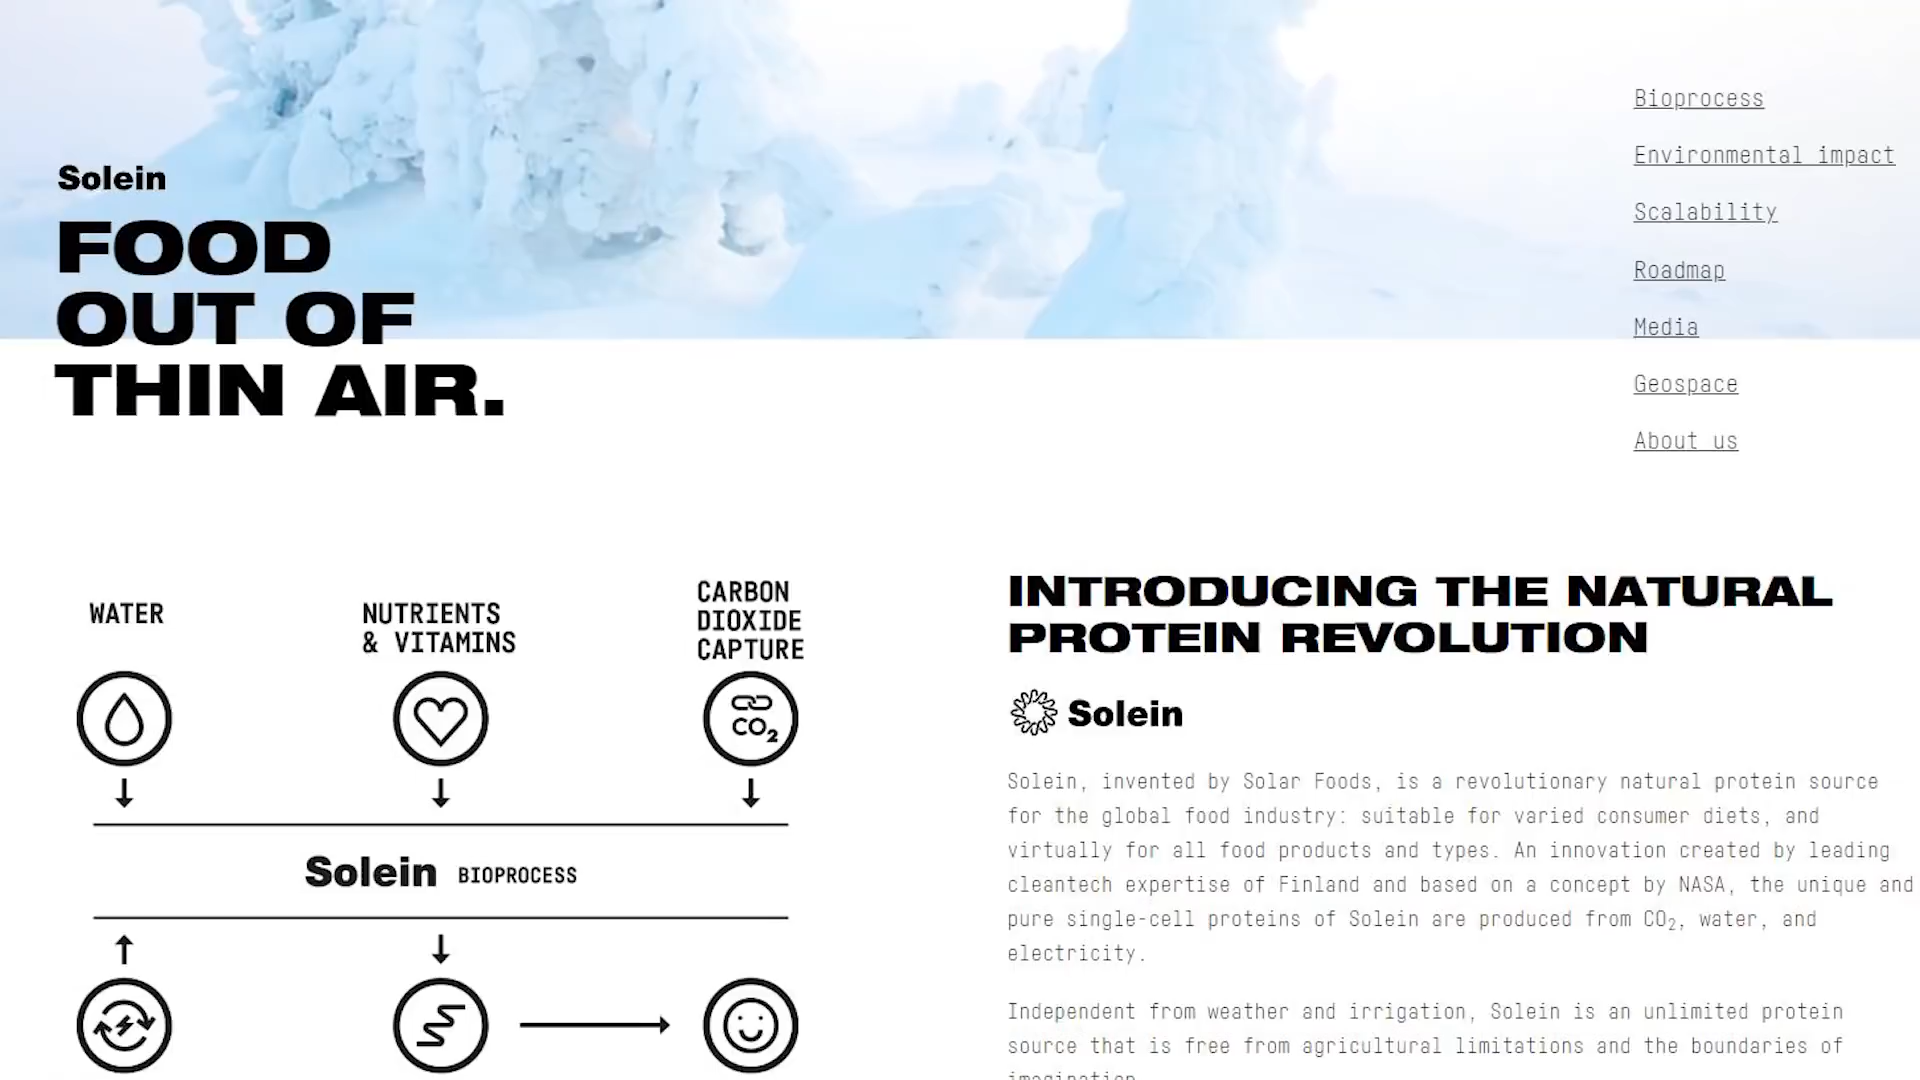 Solein
FOOD
OUT OF
THIN AIR.
Bioprocess
Environmental impact
Scalability
Roadmap
Media
Geospace
About us
WATER
NUTRIENTS
& VITAMINS
CARBON
DIOXIDE
CAPTURE
CO₂
Solein BIOPROCESS
INTRODUCING THE NATURAL
PROTEIN REVOLUTION
Solein
Solein, invented by Solar Foods, is a revolutionary natural protein source
for the global food industry: suitable for varied consumer diets, and
virtually for all food products and types. An innovation created by leading
cleantech expertise of Finland and based on a concept by NASA, the unique and
pure single-cell proteins of Solein are produced from CO₂, water, and
electricity.
Independent from weather and irrigation, Solein is an unlimited protein
source that is free from agricultural limitations and the boundaries of